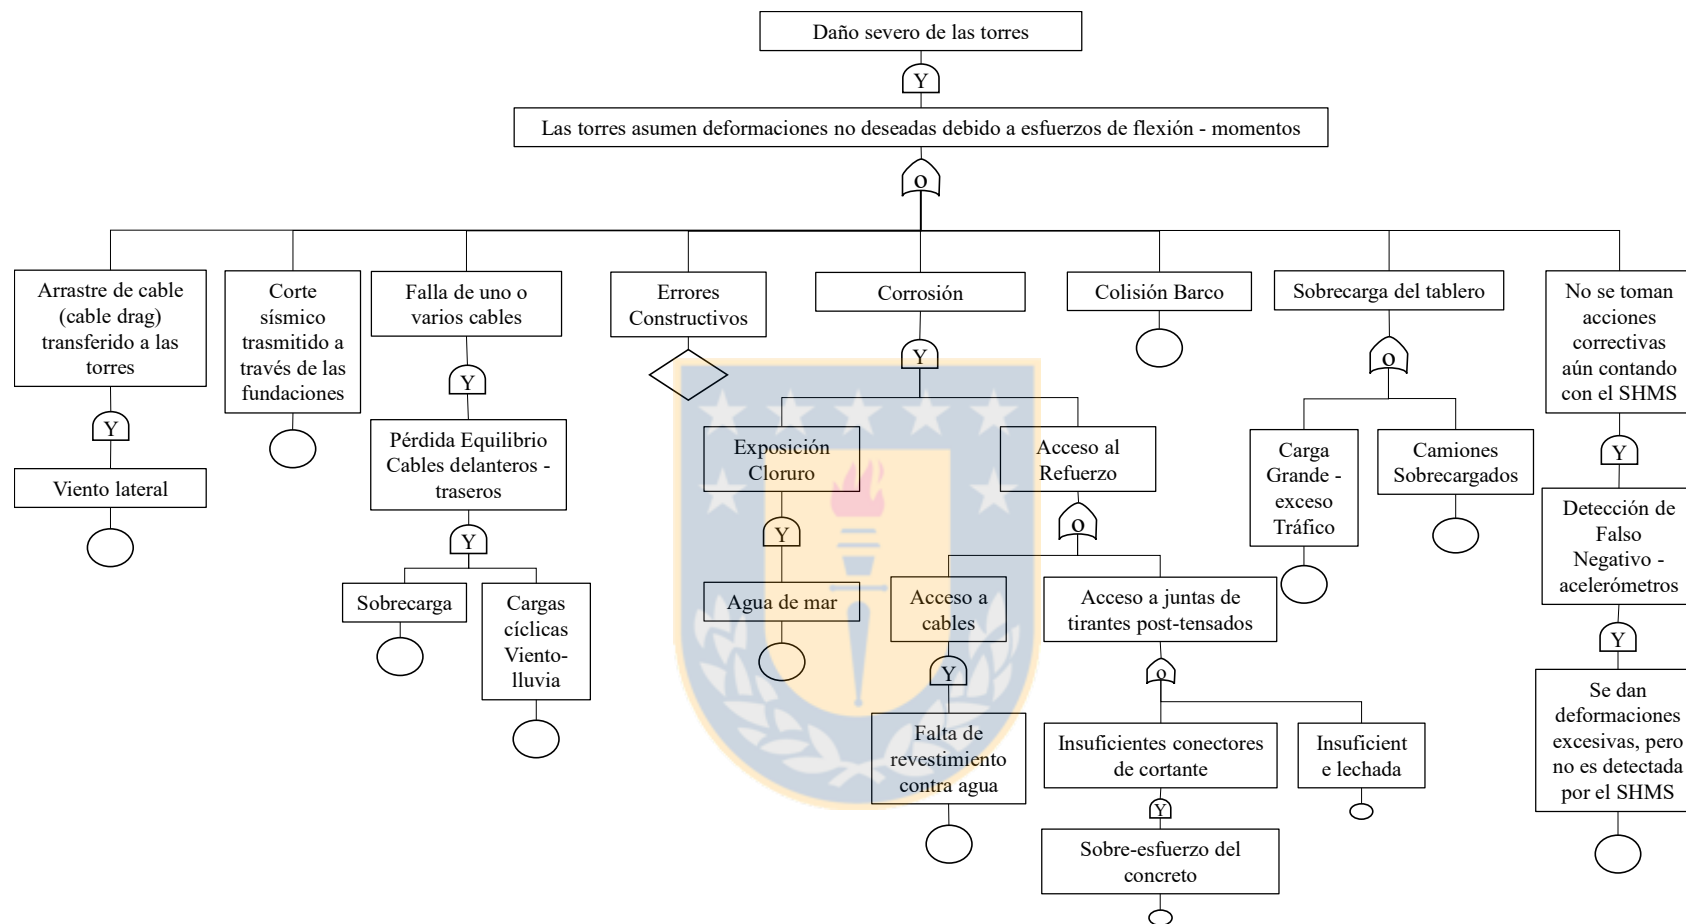 Daño severo de las torres
Y
Las torres asumen deformaciones no deseadas debido a esfuerzos de flexión - momentos
o
Arrastre de cable
(cable drag)
transferido a las
torres
Y
Viento lateral
Corte
sísmico
trasmitido a
través de las
fundaciones
Falla de uno o
varios cables
Y
Pérdida Equilibrio
Cables delanteros -
traseros
Y
Sobrecarga
Cargas
cíclicas
Viento-
lluvia
Errores
Constructivos
Corrosión
Y
Exposición
Cloruro
Y
Agua de mar
Acceso al
Refuerzo
o
Acceso a
cables
Y
Falta de
revestimiento
contra agua
Acceso a juntas de
tirantes post-tensados
o
Insuficientes conectores
de cortante
Y
Sobre-esfuerzo del
concreto
Insuficient
e lechada
Colisión Barco
Sobrecarga del tablero
o
Carga
Grande -
exceso
Tráfico
Camiones
Sobrecargados
No se toman
acciones
correctivas
aún contando
con el SHMS
Y
Detección de
Falso
Negativo -
acelerómetros
Y
Se dan
deformaciones
excesivas, pero
no es detectada
por el SHMS